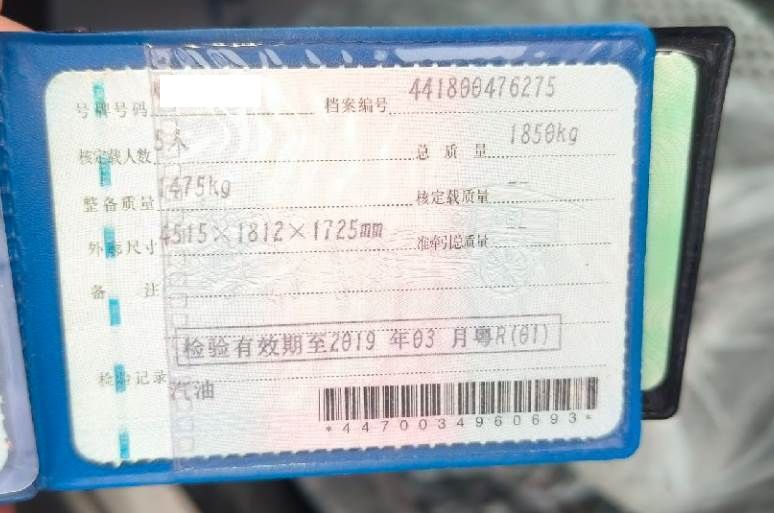 号牌号码 档案编号 441800476275
核定载人数 5人 总质量 1850kg
整备质量 1475kg 核定载质量 --
外廓尺寸 4515×1812×1725mm 准牵引总质量 --
备注
检验有效期至2019年03月粤R(01)
检验记录
汽油
*4470034960693*